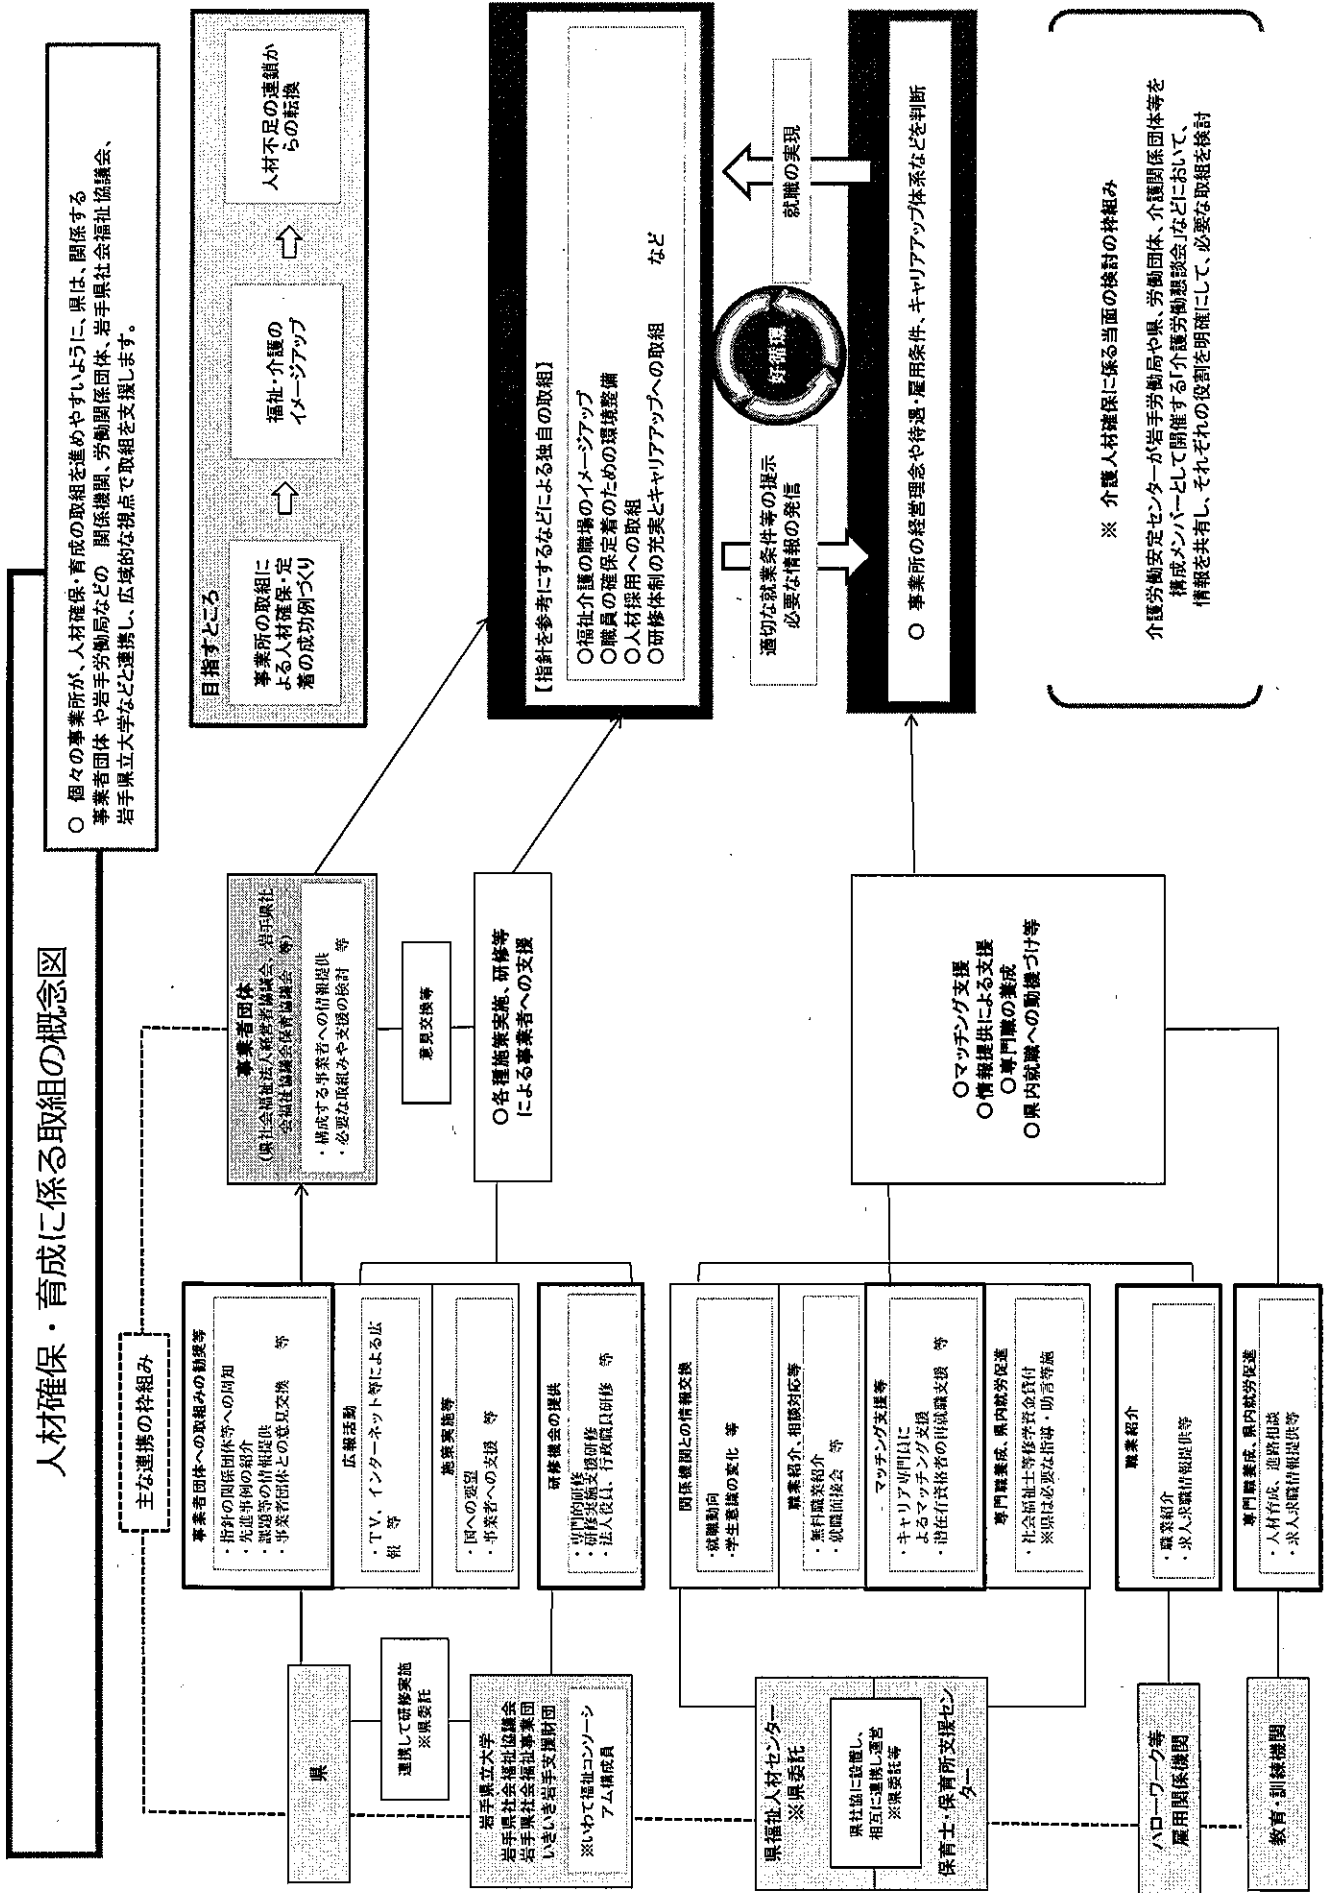 人材確保・育成に係る取組の概念図
○ 個々の事業所が、人材確保・育成の取組を進めやすいように、県は、関係する
事業者団体 や岩手労働局などの 関係機関、労働関係団体、岩手県社会福祉協議会、
岩手県立大学などと連携し、広域的な視点で取組を支援します。
主な連携の枠組み
目指すところ
事業所の取組に
よる人材確保・定
着の成功例づくり
福祉・介護の
イメージアップ
人材不足の連鎖か
らの転換
県
連携して研修実施
※県委託
岩手県立大学
岩手県社会福祉協議会
岩手県社会福祉事業団
いきいき岩手支援財団
※いわて福祉コンソーシ
アム構成員
県福祉人材センター
※県委託
県社協に設置し、
相互に連携し運営
※県委託等
保育士・保育所支援セン
ター
ハローワーク等
雇用関係機関
教育・訓練機関
事業者団体への取組みの勧奨等
・指針の関係団体等への周知
・先進事例の紹介
・課題等の情報提供
・事業者団体との意見交換 等
広報活動
・TV、インターネット等による広
報 等
施策実施等
・国への要望
・事業者への支援 等
研修機会の提供
・専門的研修
・研修実施支援研修
・法人役員、行政職員研修 等
関係機関との情報交換
・就職動向
・学生意識の変化 等
職業紹介、相談対応等
・無料職業紹介
・就職面接会 等
マッチング支援等
・キャリア専門員に
よるマッチング支援
・潜在有資格者の再就職支援 等
専門職養成、県内就労促進
・社会福祉士等修学資金貸付
※県は必要な指導・助言等施
職業紹介
・職業紹介
・求人求職情報提供等
専門職養成、県内就労促進
・人材育成、進路相談
・求人求職情報提供等
事業者団体
(県社会福祉法人経営者協議会、岩手県社
会福祉協議会保育協議会 等)
・構成する事業者への情報提供
・必要な取組みや支援の検討 等
意見交換等
○各種施策実施、研修等
による事業者への支援
○マッチング支援
○情報提供による支援
○専門職の養成
○県内就職への動機づけ等
【指針を参考にするなどによる独自の取組】
○福祉介護の職場のイメージアップ
○職員の確保定着のための環境整備
○人材採用への取組
○研修体制の充実とキャリアアップへの取組 など
適切な就業条件等の提示
必要な情報の発信
好循環
就職の実現
○ 事業所の経営理念や待遇・雇用条件、キャリアアップ体系などを判断
※ 介護人材確保に係る当面の検討の枠組み
介護労働安定センターが岩手労働局や県、労働団体、介護関係団体等を
構成メンバーとして開催する「介護労働懇談会」などにおいて、
情報を共有し、それぞれの役割を明確にして、必要な取組を検討